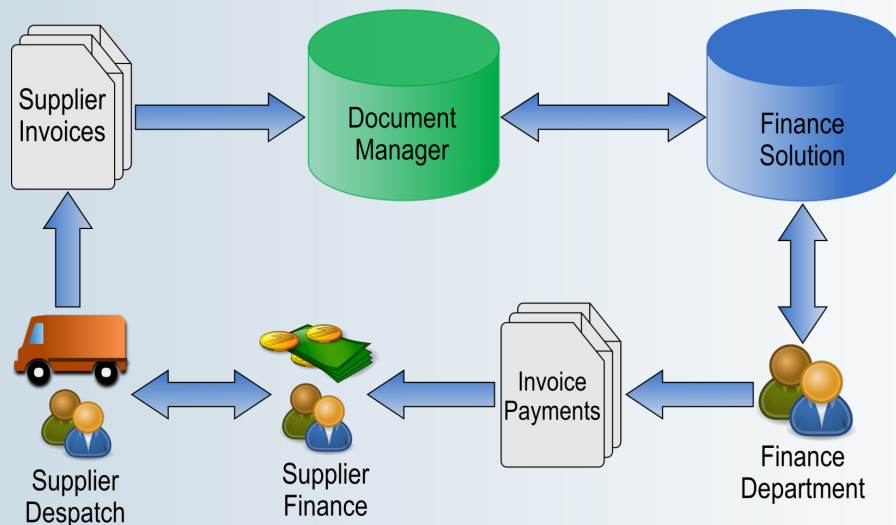 Supplier
Invoices
Document
Manager
Finance
Solution
Invoice
Payments
Supplier
Despatch
Supplier
Finance
Finance
Department